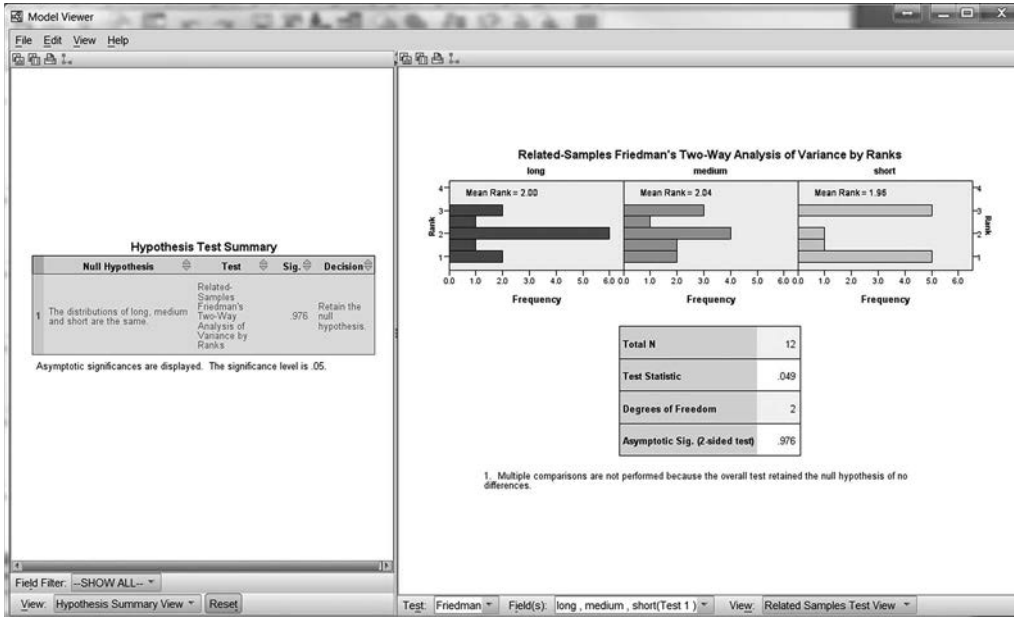 Model Viewer
File Edit View Help
Hypothesis Test Summary
Null Hypothesis Test Sig. Decision
1 The distributions of long, medium and short are the same. Related-Samples Friedman's Two-Way Analysis of Variance by Ranks .976 Retain the null hypothesis.
Asymptotic significances are displayed. The significance level is .05.
Field Filter: --SHOW ALL--
View: Hypothesis Summary View Reset
Related-Samples Friedman's Two-Way Analysis of Variance by Ranks
long medium short
Mean Rank = 2.00 Mean Rank = 2.04 Mean Rank = 1.96
Rank
4
3
2
1
4
3
2
1
Rank
0.0 1.0 2.0 3.0 4.0 5.0 6.0 0.0 1.0 2.0 3.0 4.0 5.0 6.0 0.0 1.0 2.0 3.0 4.0 5.0 6.0
Frequency Frequency Frequency
Total N 12
Test Statistic .049
Degrees of Freedom 2
Asymptotic Sig. (2-sided test) .976
1. Multiple comparisons are not performed because the overall test retained the null hypothesis of no
differences.
Test: Friedman Field(s): long , medium , short(Test 1 ) View: Related Samples Test View